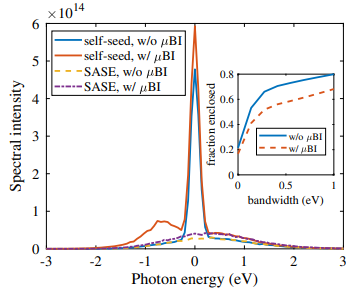 ×10^14
6
5
4
3
2
1
0
Spectral intensity
self-seed, w/o μBI
self-seed, w/ μBI
SASE, w/o μBI
SASE, w/ μBI
0.8
0.6
0.4
0.2
0
fraction enclosed
w/o μBI
w/ μBI
0 0.5 1
bandwidth (eV)
-3 -2 -1 0 1 2 3
Photon energy (eV)